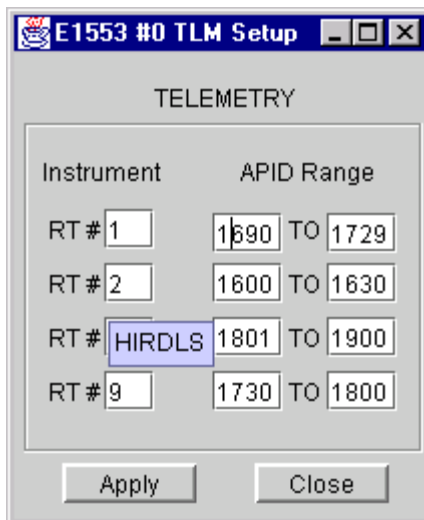 E1553 #0 TLM Setup
TELEMETRY
Instrument APID Range
RT # 1 1690 TO 1729
RT # 2 1600 TO 1630
RT # HIRDLS 1801 TO 1900
RT # 9 1730 TO 1800
Apply Close